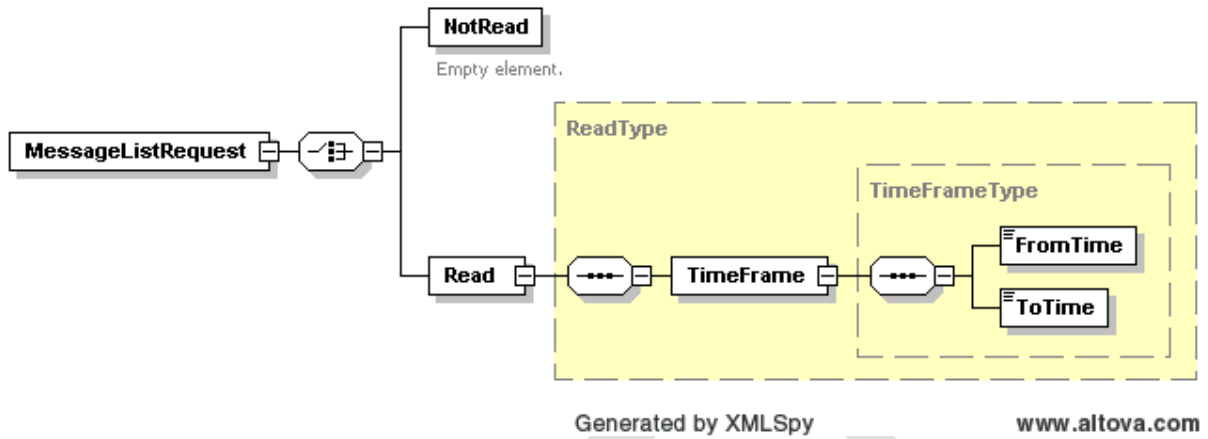 NotRead
Empty element.
ReadType
MessageListRequest
TimeFrameType
FromTime
Read
TimeFrame
ToTime
Generated by XMLSpy
www.altova.com